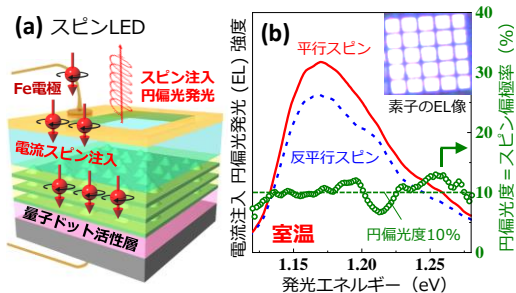 (a) スピンLED
Fe電極
スピン注入
円偏光発光
電流スピン注入
量子ドット活性層
(b)
電流注入 円偏光発光（EL）強度
平行スピン
反平行スピン
素子のEL像
室温
円偏光度10%
1.15 1.20 1.25
発光エネルギー（eV）
40
30
20
10
0
円偏光度＝スピン偏極率（%）